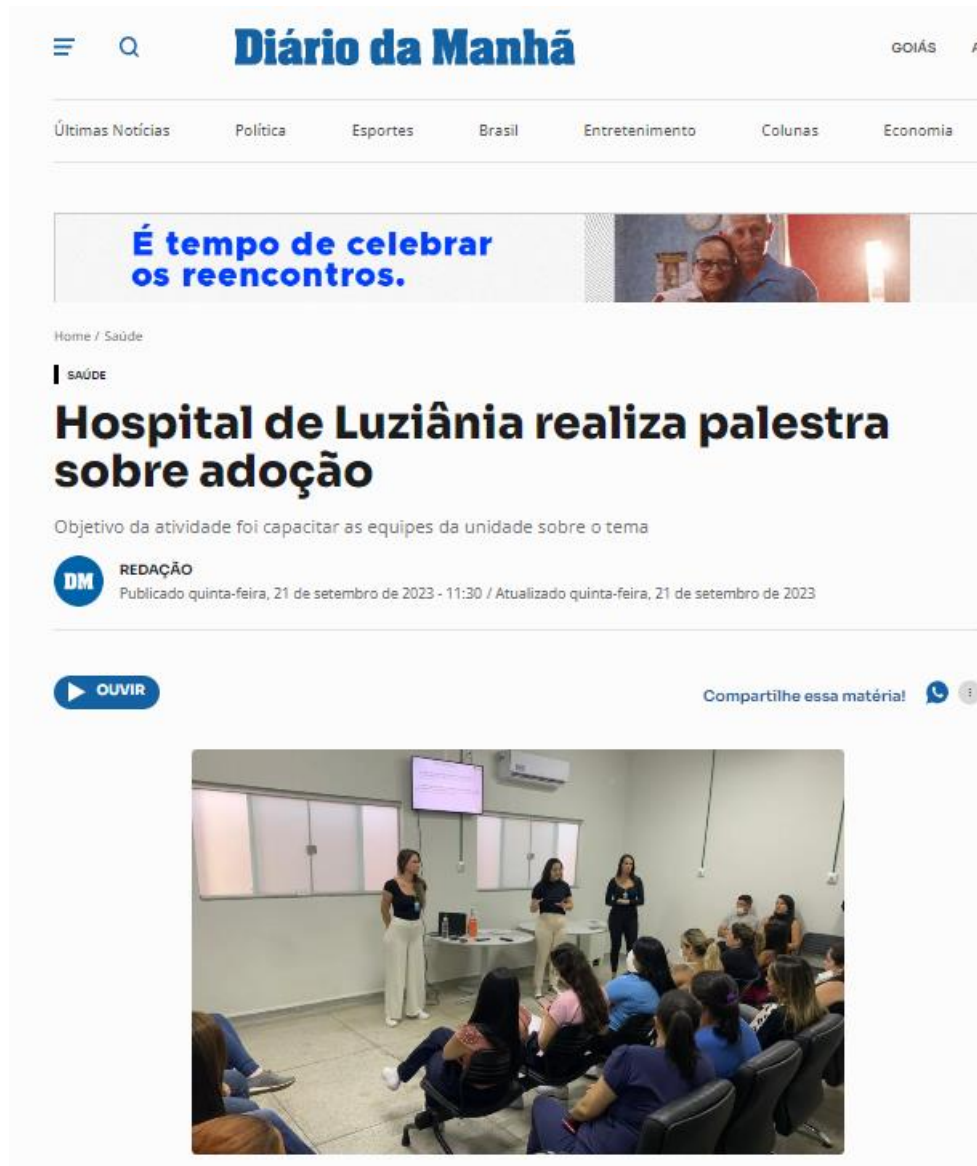 Diário da Manhã
GOIÁS
Últimas Notícias Política Esportes Brasil Entretenimento Colunas Economia
É tempo de celebrar
os reencontros.
Home / Saúde
SAÚDE
Hospital de Luziânia realiza palestra
sobre adoção
Objetivo da atividade foi capacitar as equipes da unidade sobre o tema
DM
REDAÇÃO
Publicado quinta-feira, 21 de setembro de 2023 - 11:30 / Atualizado quinta-feira, 21 de setembro de 2023
OUVIR
Compartilhe essa matéria!